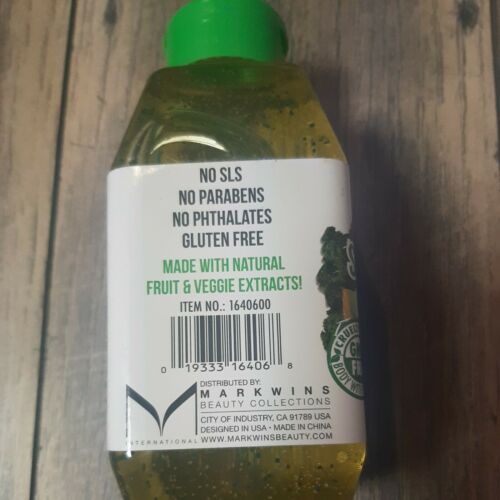 NO SLS
NO PARABENS
NO PHTHALATES
GLUTEN FREE
MADE WITH NATURAL
FRUIT & VEGGIE EXTRACTS!
ITEM NO.: 1640600
0 19333 16406 8
DISTRIBUTED BY:
MARKWINS
BEAUTY COLLECTIONS
CITY OF INDUSTRY, CA 91789 USA
DESIGNED IN USA • MADE IN CHINA
INTERNATIONAL WWW.MARKWINSBEAUTY.COM